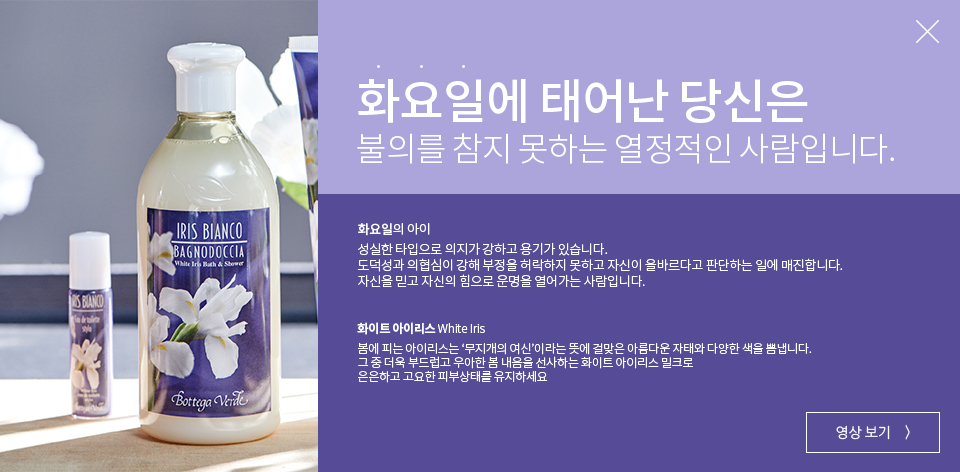 화요일에 태어난 당신은
불의를 참지 못하는 열정적인 사람입니다.
화요일의 아이
성실한 타입으로 의지가 강하고 용기가 있습니다.
도덕성과 의협심이 강해 부정을 허락하지 못하고 자신이 올바르다고 판단하는 일에 매진합니다.
자신을 믿고 자신의 힘으로 운명을 열어가는 사람입니다.
화이트 아이리스 White Iris
봄에 피는 아이리스는 ‘무지개의 여신’이라는 뜻에 걸맞은 아름다운 자태와 다양한 색을 뽐냅니다.
그 중 더욱 부드럽고 우아한 봄 내음을 선사하는 화이트 아이리스 밀크로
은은하고 고요한 피부상태를 유지하세요
영상 보기 〉
IRIS BIANCO
BAGNODOCCIA
White Iris Bath & Shower
Bottega Verde
IRIS BIANCO
Eau de toilette
stylo